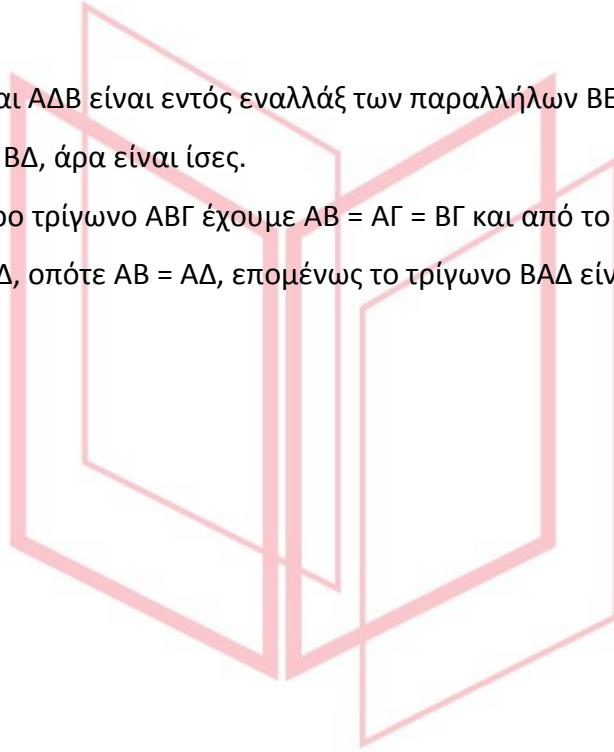 αι ΑΔΒ είναι εντός εναλλάξ των παραλλήλων ΒΕ
ΒΔ, άρα είναι ίσες.
ρο τρίγωνο ΑΒΓ έχουμε ΑΒ = ΑΓ = ΒΓ και από το
Δ, οπότε ΑΒ = ΑΔ, επομένως το τρίγωνο ΒΑΔ είν